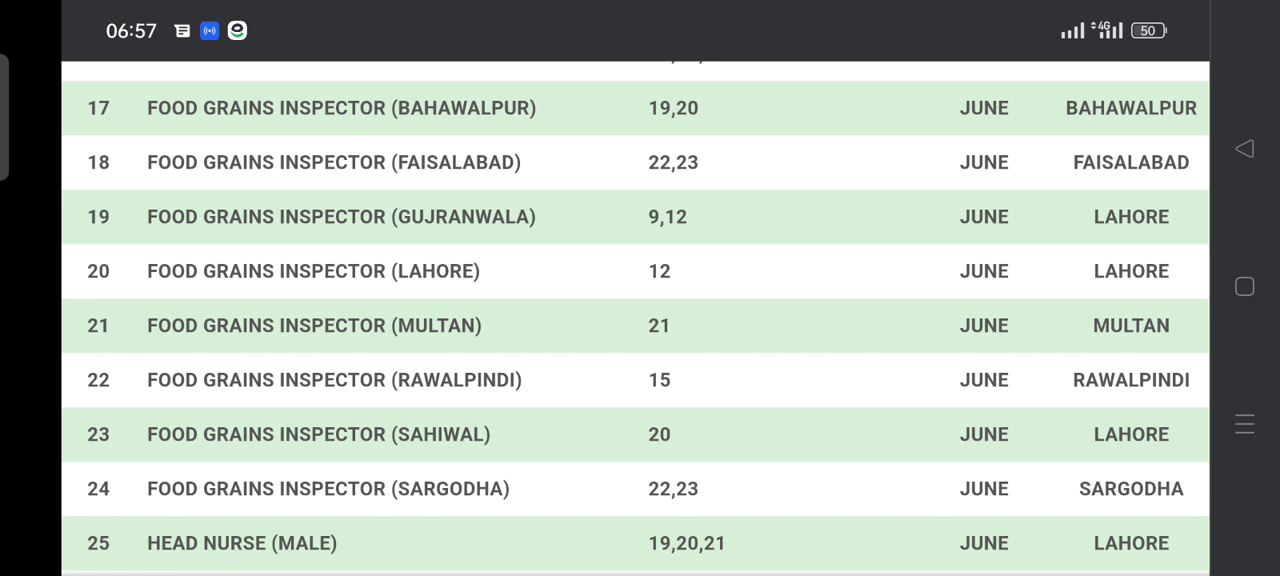 06:57 4G 50
17 FOOD GRAINS INSPECTOR (BAHAWALPUR) 19,20 JUNE BAHAWALPUR
18 FOOD GRAINS INSPECTOR (FAISALABAD) 22,23 JUNE FAISALABAD
19 FOOD GRAINS INSPECTOR (GUJRANWALA) 9,12 JUNE LAHORE
20 FOOD GRAINS INSPECTOR (LAHORE) 12 JUNE LAHORE
21 FOOD GRAINS INSPECTOR (MULTAN) 21 JUNE MULTAN
22 FOOD GRAINS INSPECTOR (RAWALPINDI) 15 JUNE RAWALPINDI
23 FOOD GRAINS INSPECTOR (SAHIWAL) 20 JUNE LAHORE
24 FOOD GRAINS INSPECTOR (SARGODHA) 22,23 JUNE SARGODHA
25 HEAD NURSE (MALE) 19,20,21 JUNE LAHORE